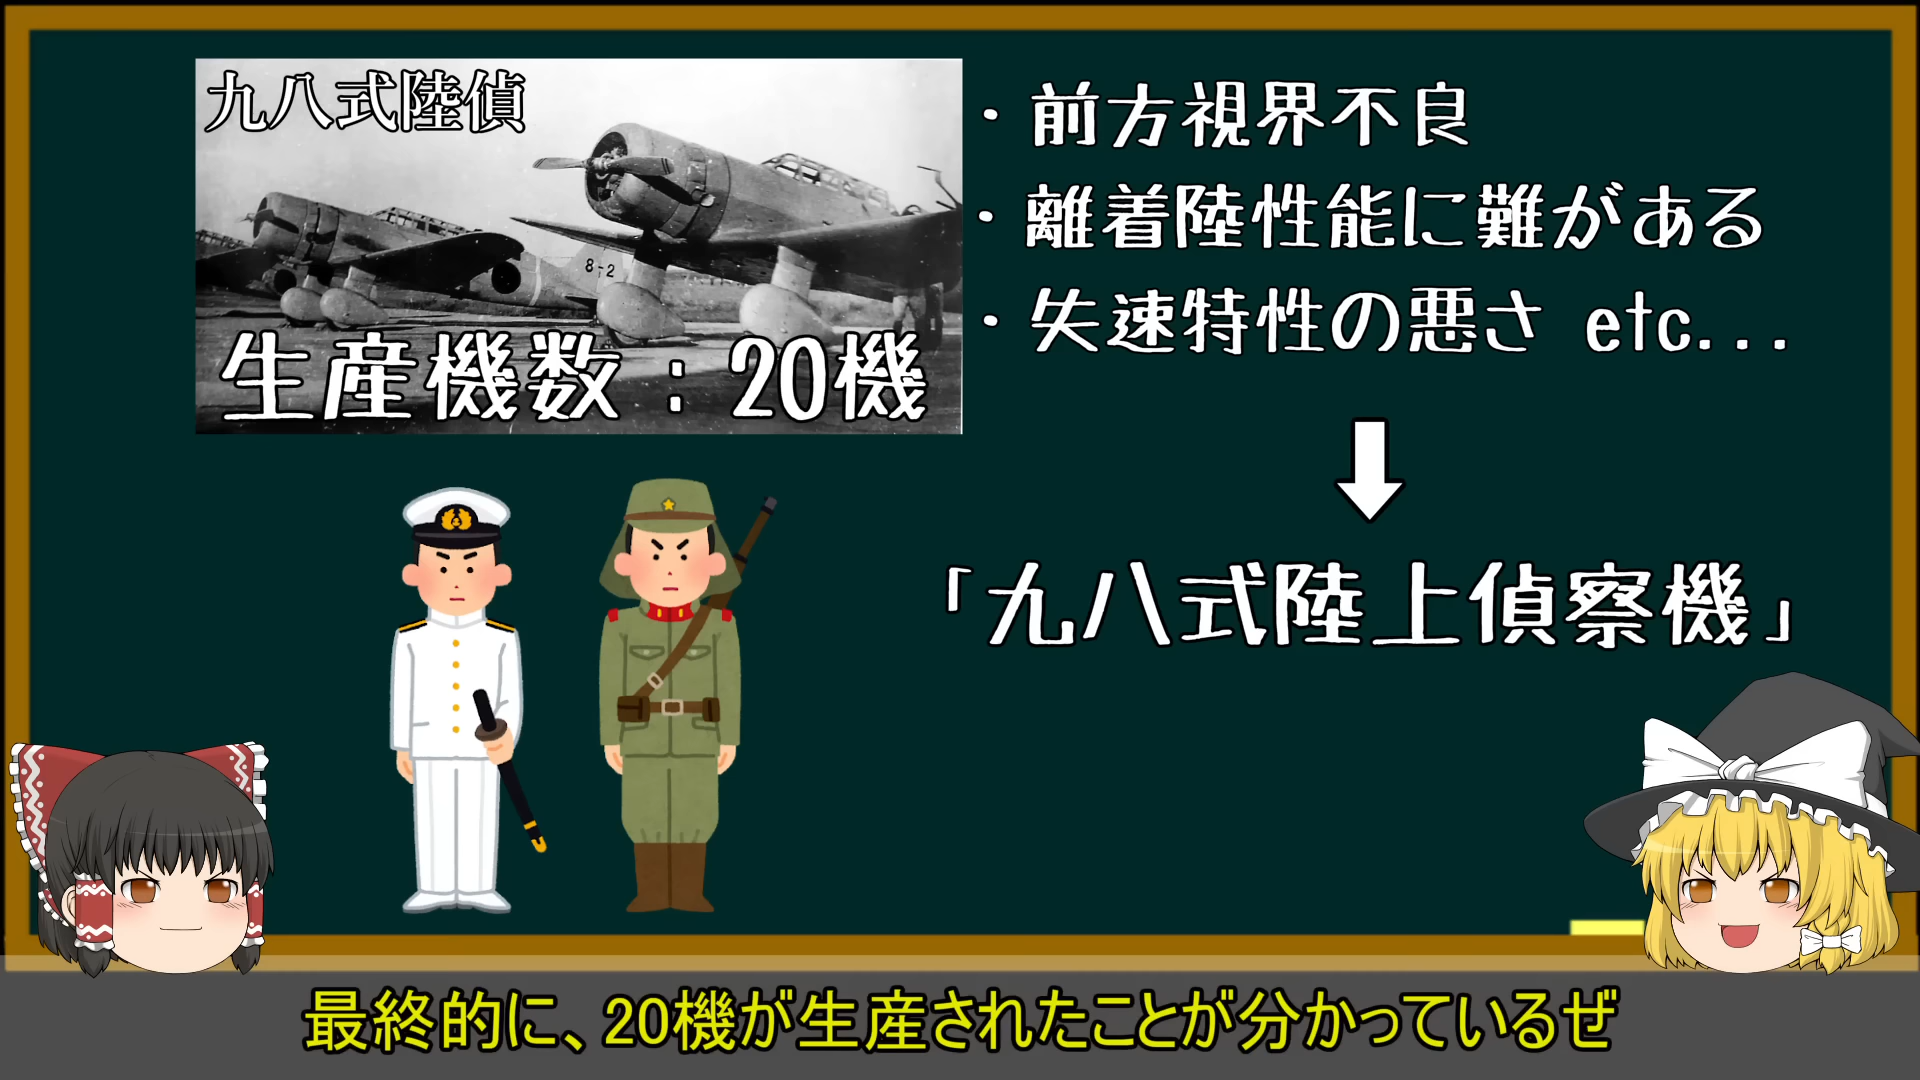 九八式陸偵
8-2
生産機数：20機
・前方視界不良
・離着陸性能に難がある
・失速特性の悪さ etc...
「九八式陸上偵察機」
最終的に、20機が生産されたことが分かっているぜ